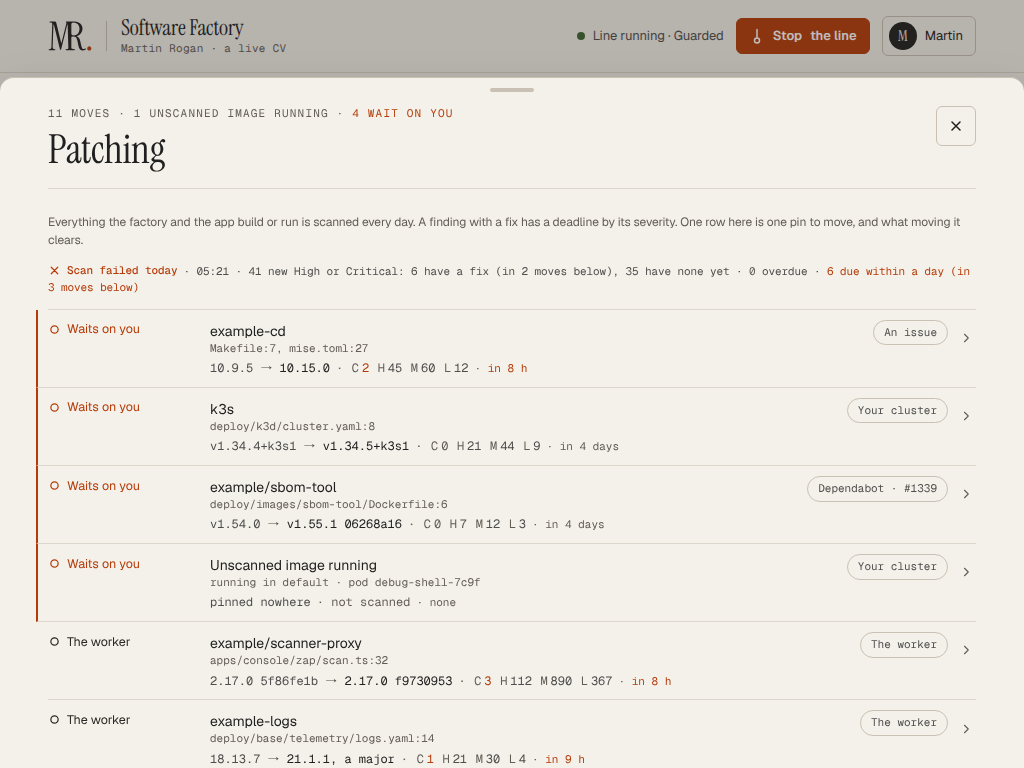 MR.
Software Factory
Martin Rogan · a live CV
Line running · Guarded
Stop the line
M
Martin
11 MOVES · 1 UNSCANNED IMAGE RUNNING · 4 WAIT ON YOU
Patching
Everything the factory and the app build or run is scanned every day. A finding with a fix has a deadline by its severity. One row here is one pin to move, and what moving it
clears.
Scan failed today · 05:21 · 41 new High or Critical: 6 have a fix (in 2 moves below), 35 have none yet · 0 overdue · 6 due within a day (in
3 moves below)
Waits on you
example-cd
An issue
Makefile:7, mise.toml:27
10.9.5 → 10.15.0 · C 2 H 45 M 60 L 12 · in 8 h
Waits on you
k3s
Your cluster
deploy/k3d/cluster.yaml:8
v1.34.4+k3s1 → v1.34.5+k3s1 · C 0 H 21 M 44 L 9 · in 4 days
Waits on you
example/sbom-tool
Dependabot · #1339
deploy/images/sbom-tool/Dockerfile:6
v1.54.0 → v1.55.1 06268a16 · C 0 H 7 M 12 L 3 · in 4 days
Waits on you
Unscanned image running
Your cluster
running in default · pod debug-shell-7c9f
pinned nowhere · not scanned · none
The worker
example/scanner-proxy
The worker
apps/console/zap/scan.ts:32
2.17.0 5f86fe1b → 2.17.0 f9730953 · C 3 H 112 M 890 L 367 · in 8 h
The worker
example-logs
The worker
deploy/base/telemetry/logs.yaml:14
18.13.7 → 21.1.1, a major · C 1 H 21 M 30 L 4 · in 9 h